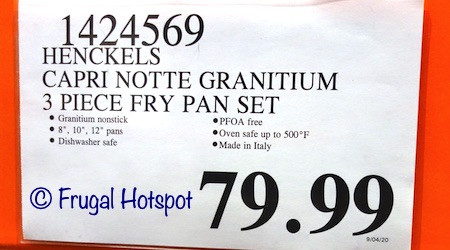 1424569
HENCKELS
CAPRI NOTTE GRANITIUM
3 PIECE FRY PAN SET
• Granitium nonstick
• 8", 10", 12" pans
• Dishwasher safe
• PFOA free
• Oven safe up to 500°F
• Made in Italy
© Frugal Hotspot
79.99
9/04/20